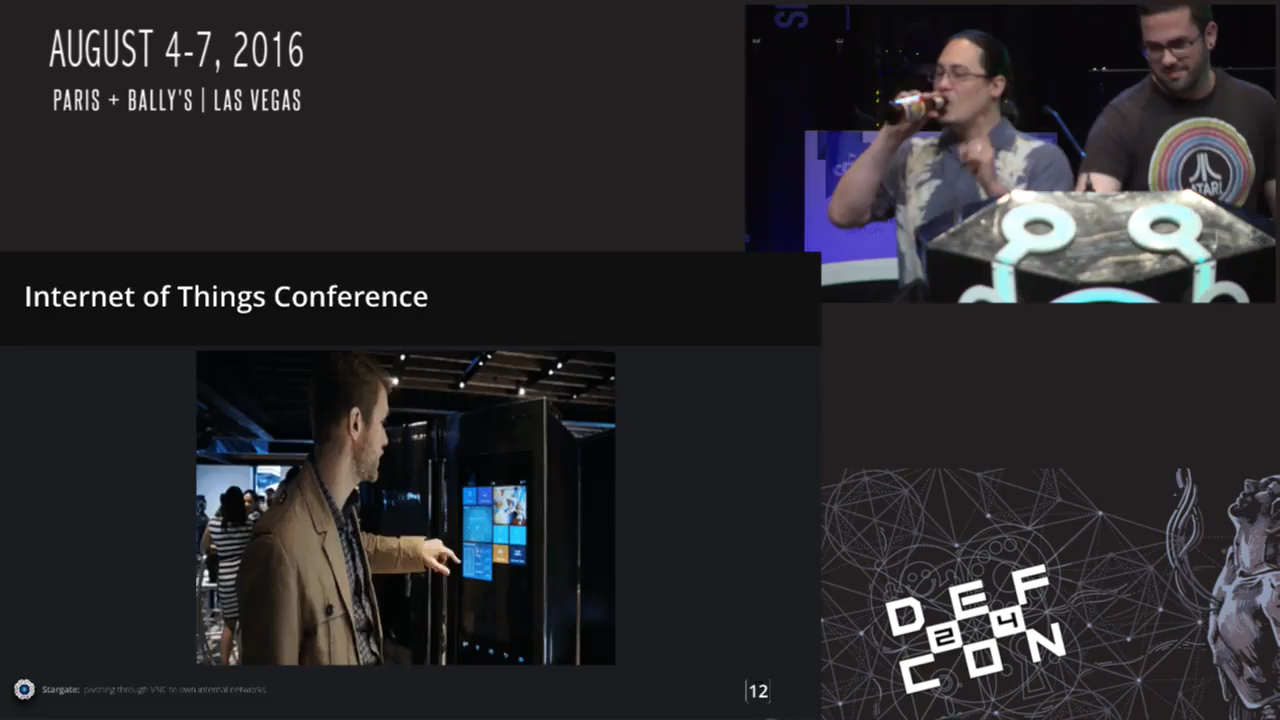 AUGUST 4-7, 2016
PARIS + BALLY'S | LAS VEGAS
ATARI
Internet of Things Conference
DEF
24
CON
Stargate: pivoting through VNC to own internal networks
12